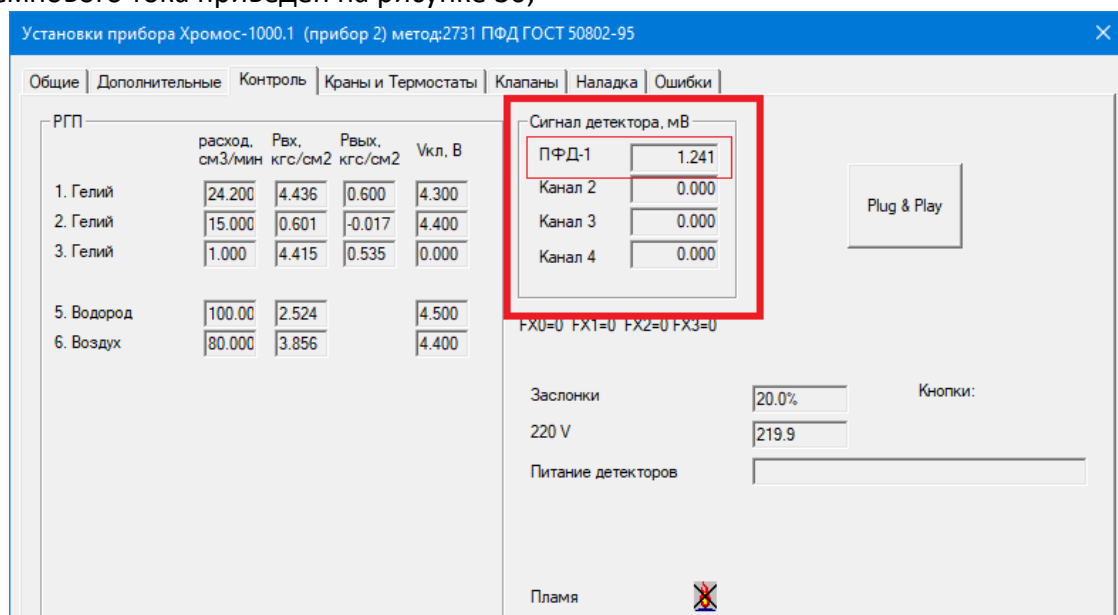 темнового тока приведен на рисунке 36,
Установки прибора Хромос-1000.1 (прибор 2) метод:2731 ПФД ГОСТ 50802-95
Общие Дополнительные Контроль Краны и Термостаты Клапаны Наладка Ошибки
РГП
расход, см3/мин Рвх, кгс/см2 Рвых, кгс/см2 Vкл, В
1. Гелий 24.200 4.436 0.600 4.300
2. Гелий 15.000 0.601 -0.017 4.400
3. Гелий 1.000 4.415 0.535 0.000
5. Водород 100.00 2.524 4.500
6. Воздух 80.000 3.856 4.400
Сигнал детектора, мВ
ПФД-1 1.241
Канал 2 0.000
Канал 3 0.000
Канал 4 0.000
Plug & Play
FX0=0 FX1=0 FX2=0 FX3=0
Заслонки 20.0% Кнопки:
220 V 219.9
Питание детекторов
Пламя